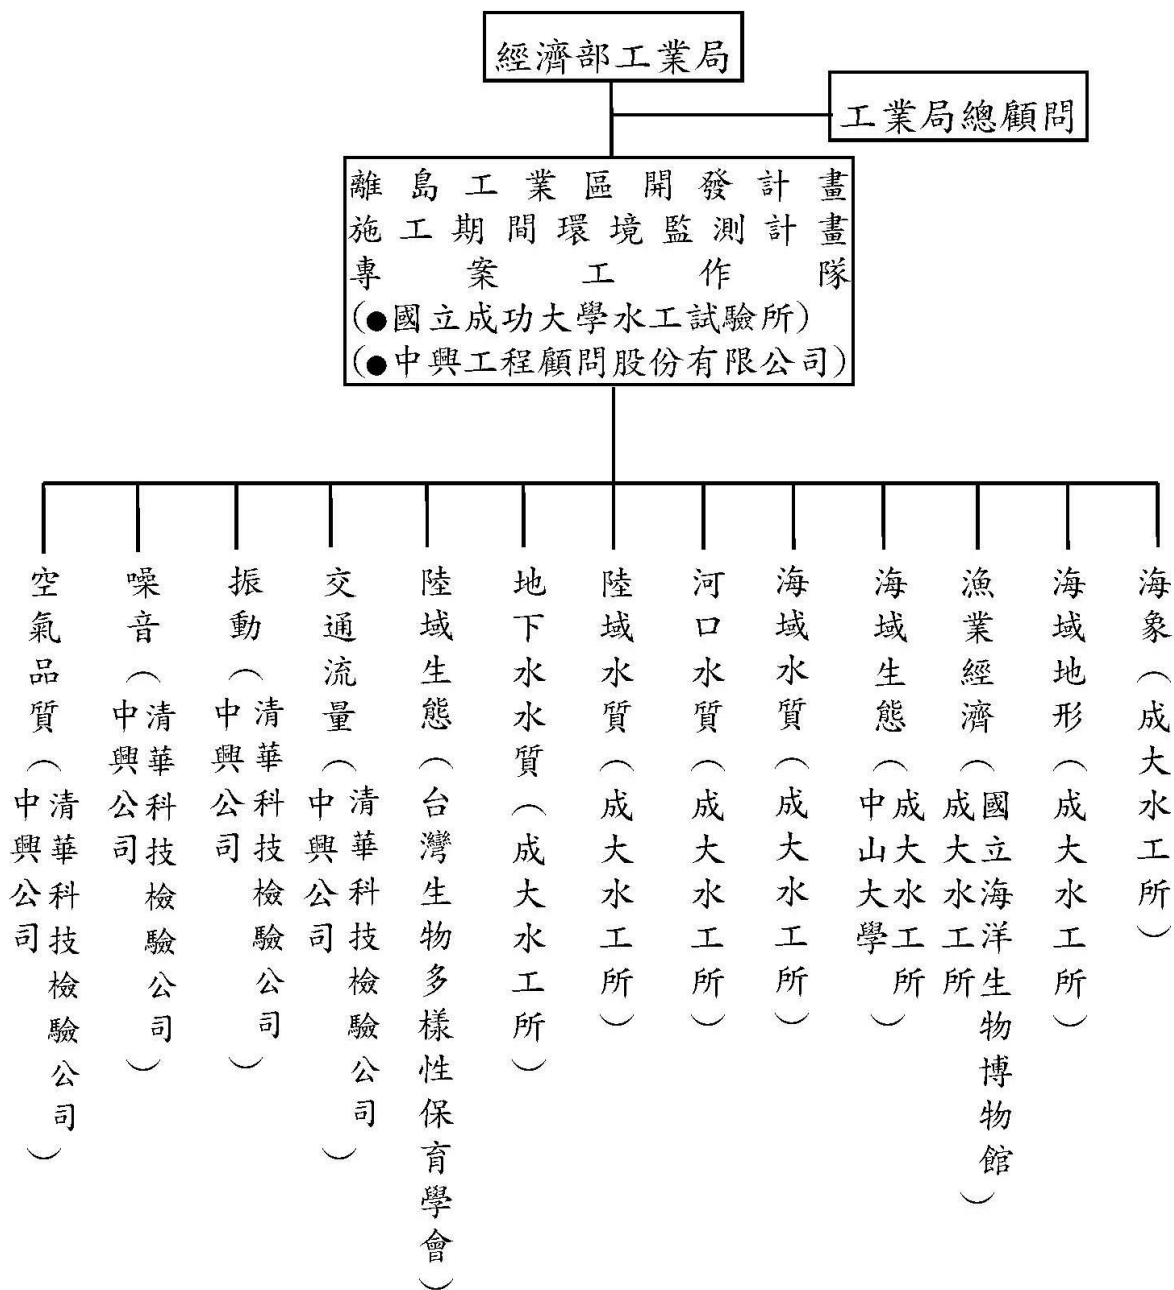 經濟部工業局
工業局總顧問
離島工業區開發計畫
施工期間環境監測計畫
專案工作隊
(●國立成功大學水工試驗所)
(●中興工程顧問股份有限公司)
空氣品質（清華科技檢驗公司
中興公司）
噪音（清華科技檢驗公司
中興公司）
振動（清華科技檢驗公司
中興公司）
交通流量（清華科技檢驗公司
中興公司）
陸域生態（台灣生物多樣性保育學會）
地下水質（成大水工所）
陸域水質（成大水工所）
河口水質（成大水工所）
海域水質（成大水工所）
海域生態（成大水工所
中山大學）
漁業經濟（國立海洋生物博物館
成大水工所）
海域地形（成大水工所）
海象（成大水工所）